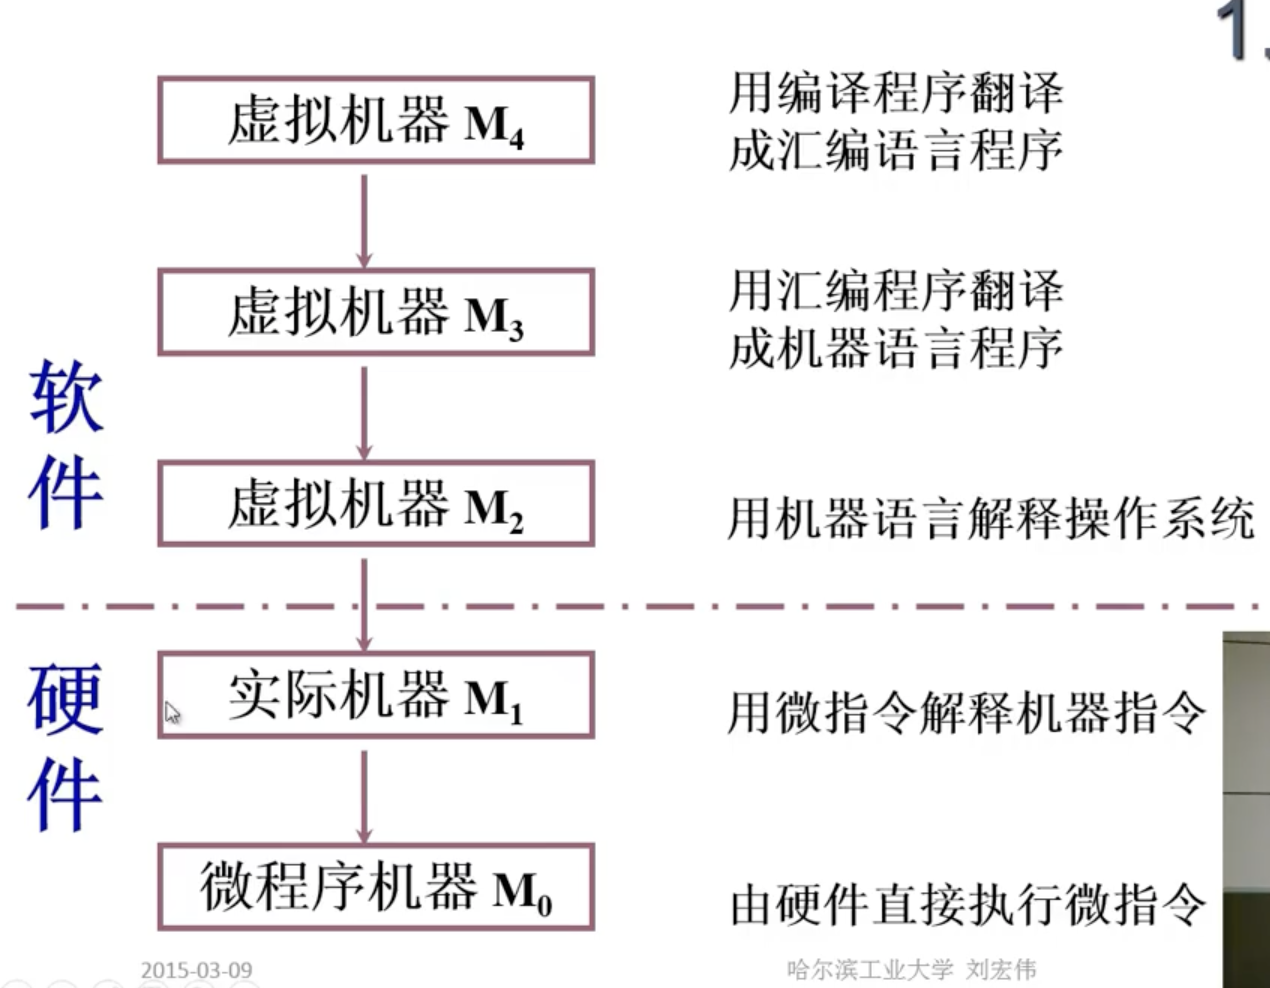 1.
虚拟机器 M4
用编译程序翻译
成汇编语言程序
虚拟机器 M3
用汇编程序翻译
成机器语言程序
软件
虚拟机器 M2
用机器语言解释操作系统
硬件
实际机器 M1
用微指令解释机器指令
微程序机器 M0
由硬件直接执行微指令
2015-03-09
哈尔滨工业大学 刘宏伟